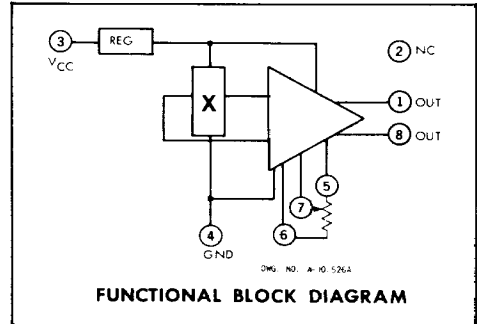 3 REG
2 NC
V CC
X
1 OUT
8 OUT
5
7
4
6
GND
DWG. NO. A-10,526A
FUNCTIONAL BLOCK DIAGRAM